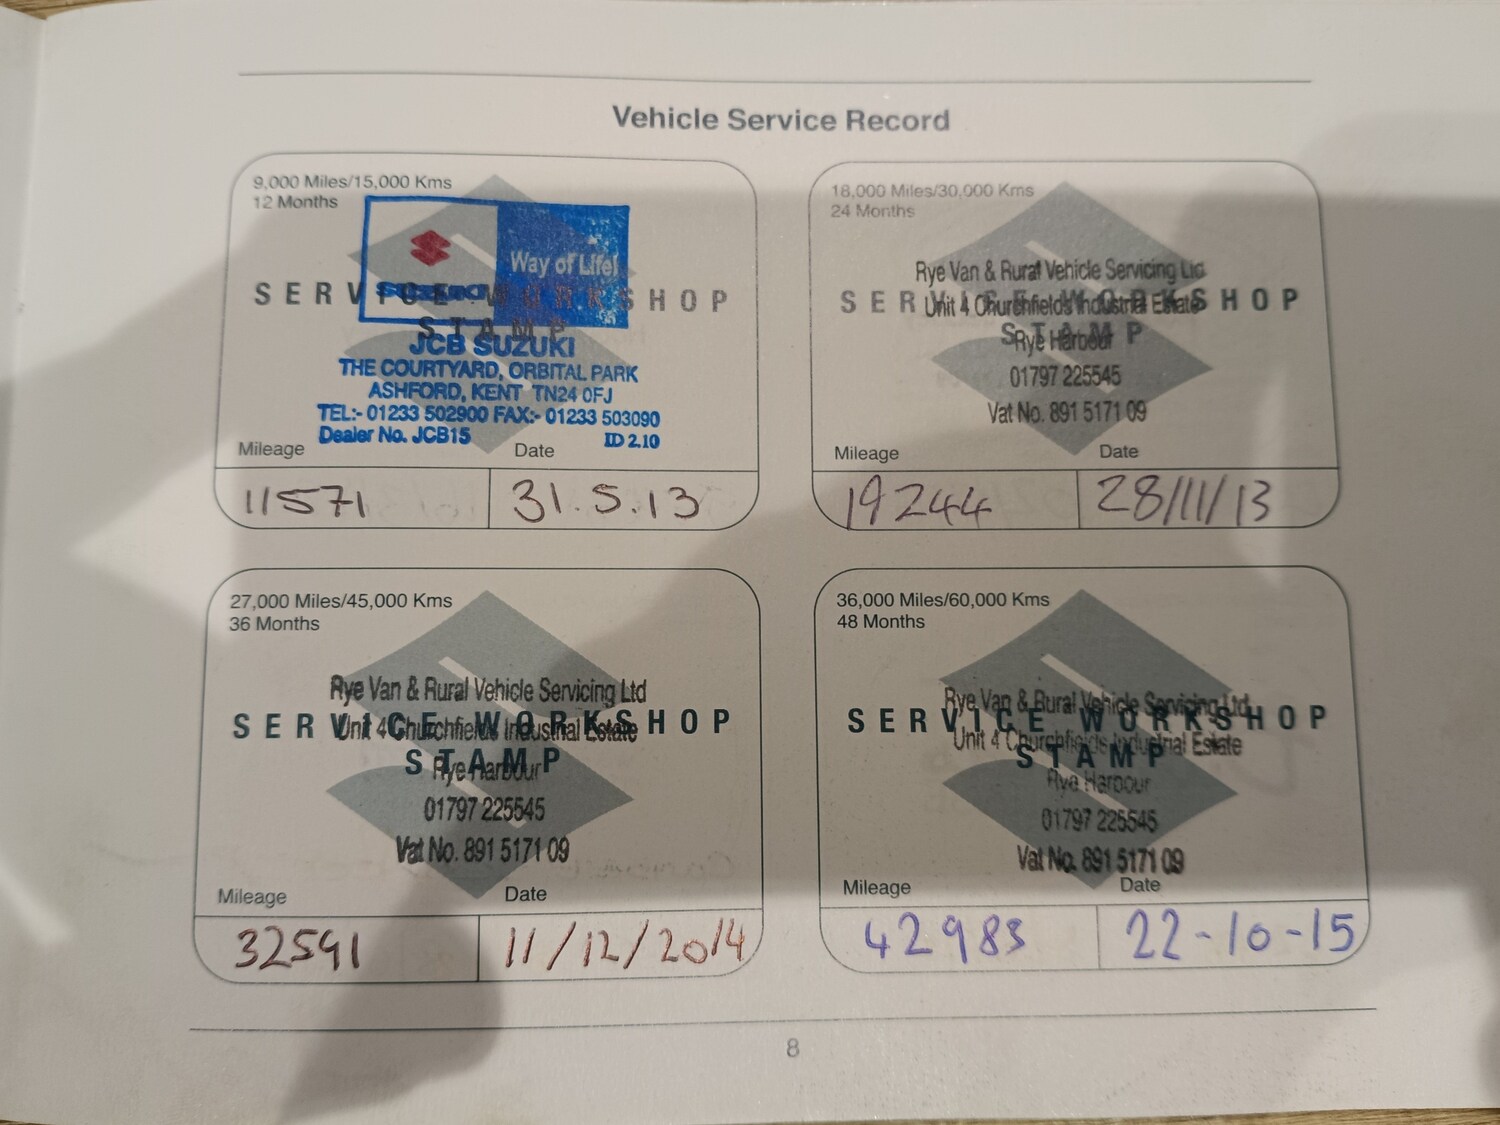 Vehicle Service Record
9,000 Miles/15,000 Kms
12 Months
Way of Life!
SERVICE WORKSHOP
STAMP
JCB SUZUKI
THE COURTYARD, ORBITAL PARK
ASHFORD, KENT TN24 0FJ
TEL:- 01233 502900 FAX:- 01233 503090
Dealer No. JCB15 ID 2.10
Mileage Date
11571 31.5.13
18,000 Miles/30,000 Kms
24 Months
Rye Van & Rural Vehicle Servicing Ltd
SERVICE WORKSHOP
Unit 4 Churchfields Industrial Estate
STAMP
Rye Harbour
01797 225545
Vat No. 891 5171 09
Mileage Date
19244 28/11/13
27,000 Miles/45,000 Kms
36 Months
Rye Van & Rural Vehicle Servicing Ltd
SERVICE WORKSHOP
Unit 4 Churchfields Industrial Estate
STAMP
Rye Harbour
01797 225545
Vat No. 891 5171 09
Mileage Date
32591 11/12/2014
36,000 Miles/60,000 Kms
48 Months
Rye Van & Rural Vehicle Servicing Ltd
SERVICE WORKSHOP
Unit 4 Churchfields Industrial Estate
STAMP
Rye Harbour
01797 225545
Vat No. 891 5171 09
Mileage Date
42983 22-10-15
8